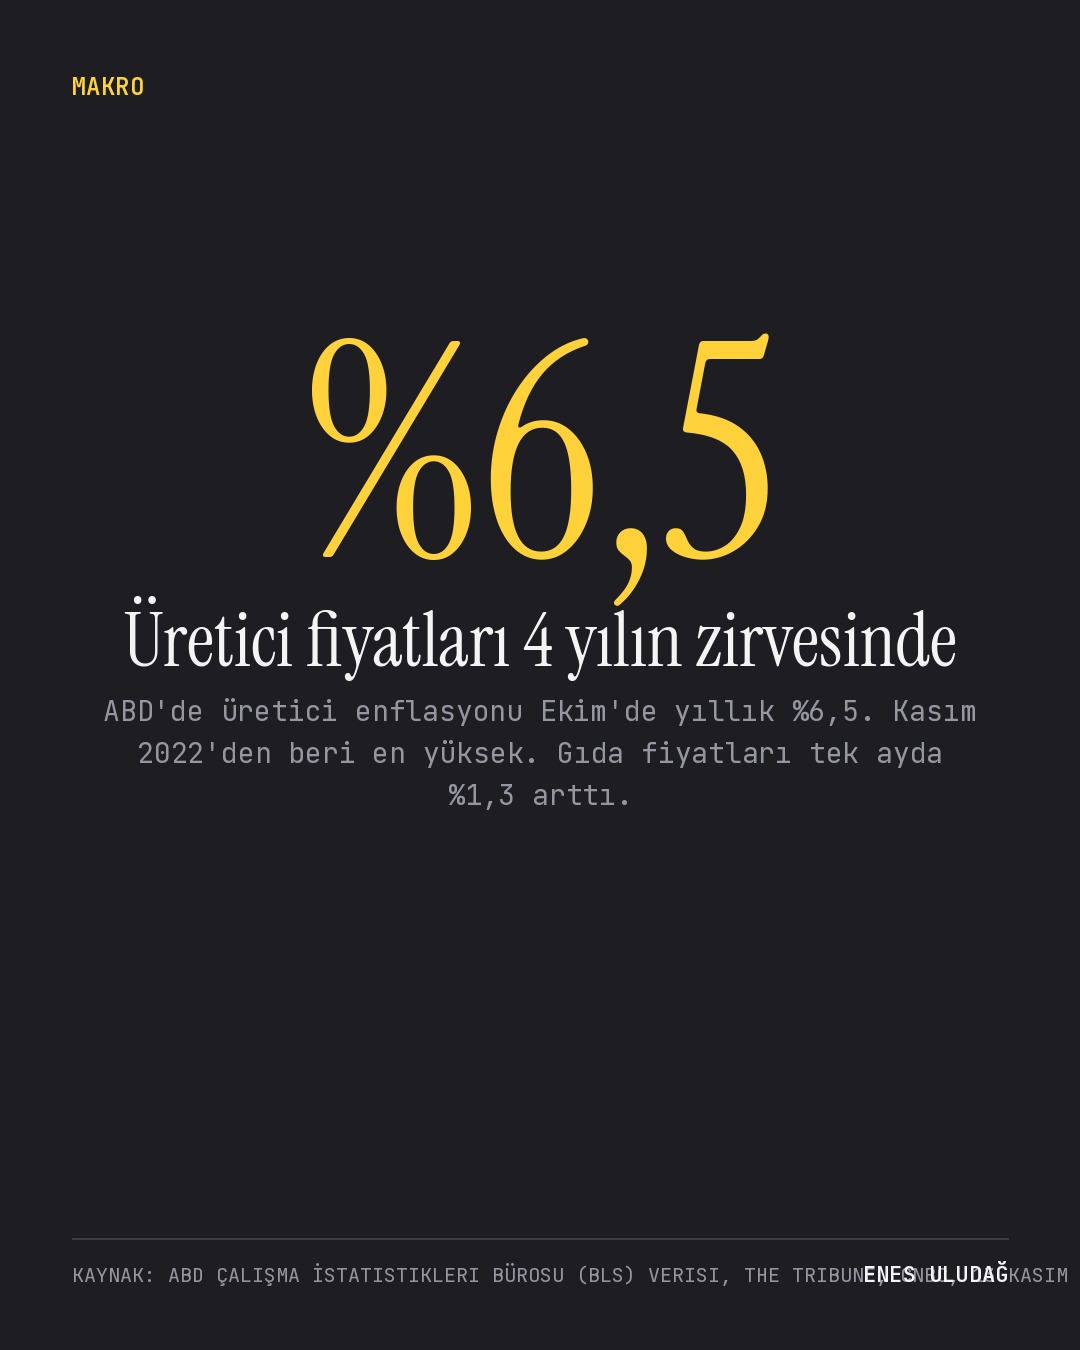 MAKRO
%6,5
Üretici fiyatları 4 yılın zirvesinde
ABD'de üretici enflasyonu Ekim'de yıllık %6,5. Kasım
2022'den beri en yüksek. Gıda fiyatları tek ayda
%1,3 arttı.
KAYNAK: ABD ÇALIŞMA İSTATISTIKLERI BÜROSU (BLS) VERISI, THE KASIM
ENES ULUDAĞ